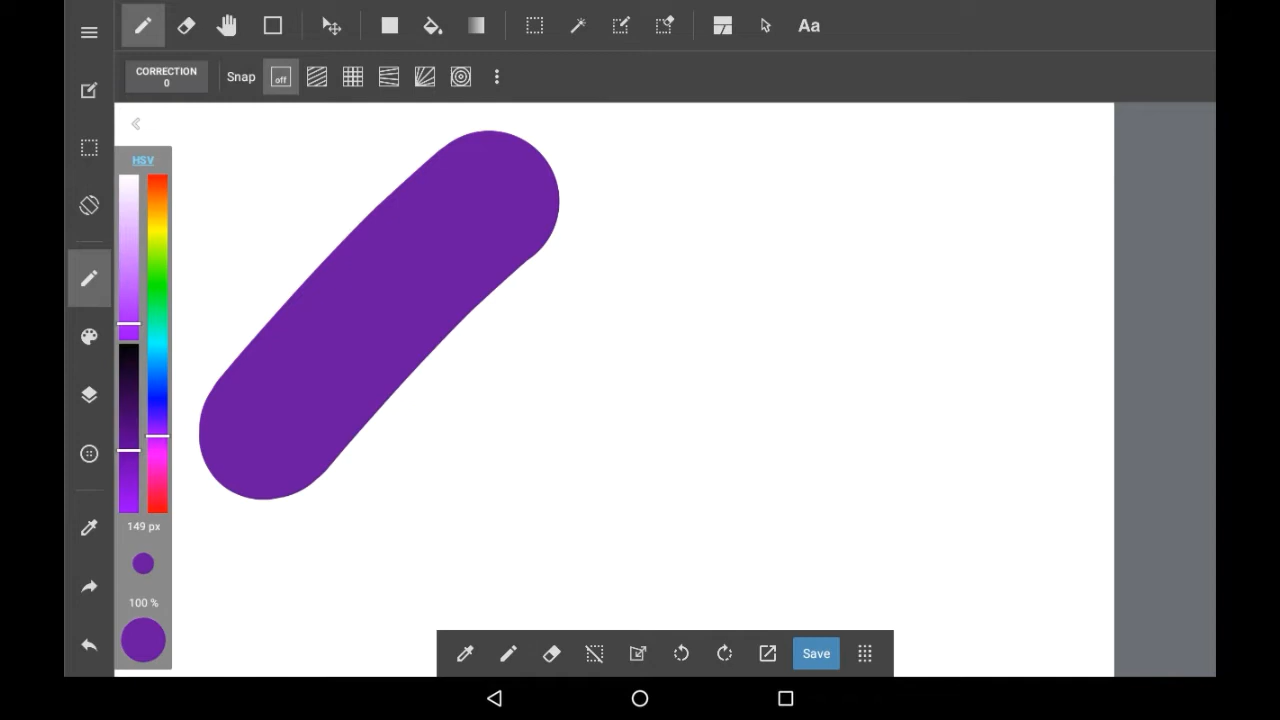 Aa
CORRECTION
0
Snap
off
HSV
149 px
100 %
Save